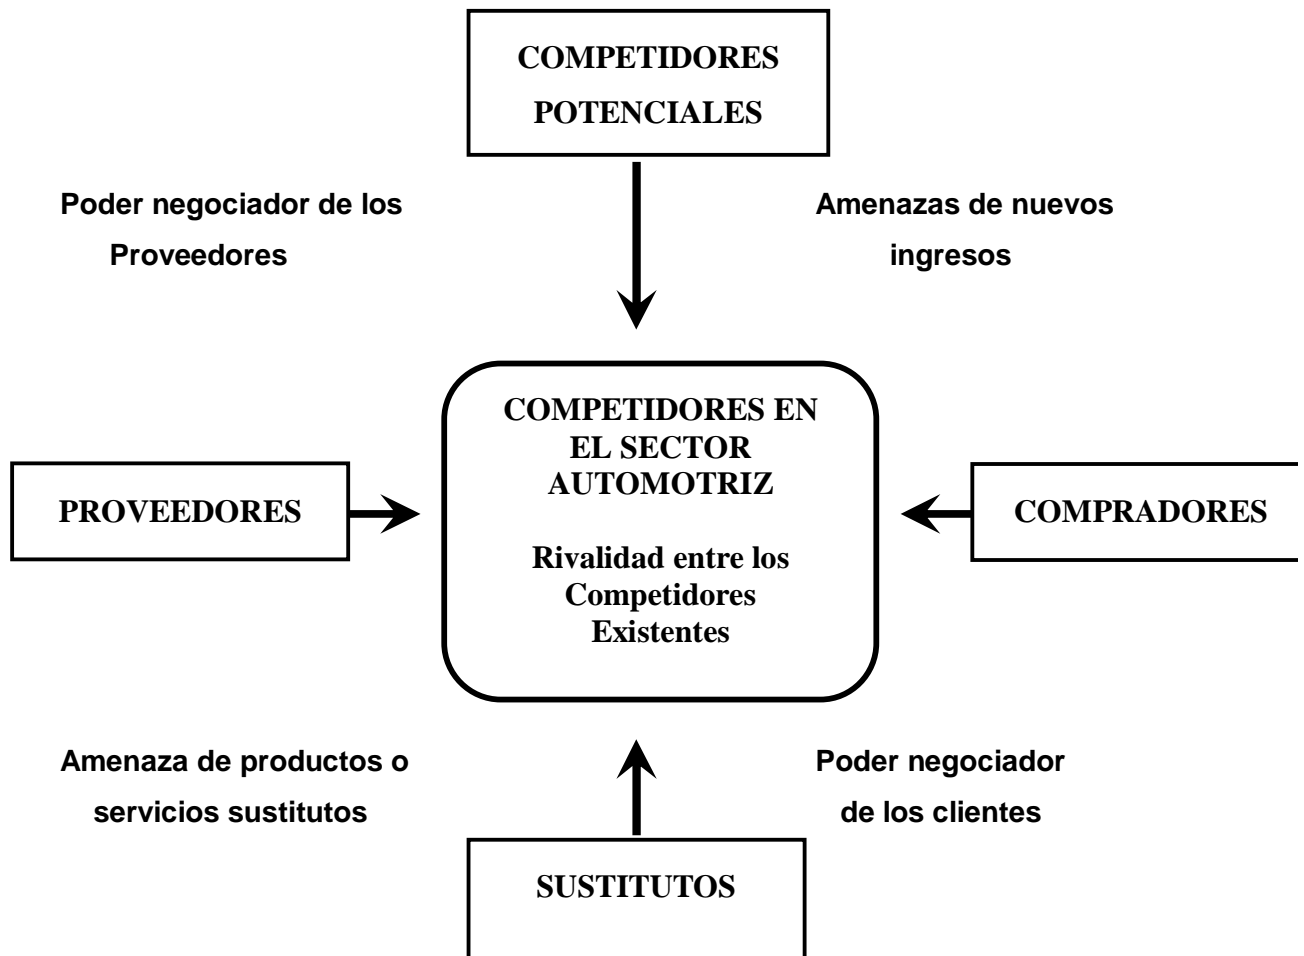 COMPETIDORES
POTENCIALES
Poder negociador de los
Proveedores
Amenazas de nuevos
ingresos
COMPETIDORES EN
EL SECTOR
AUTOMOTRIZ
Rivalidad entre los
Competidores
Existentes
PROVEEDORES
COMPRADORES
Amenaza de productos o
servicios sustitutos
Poder negociador
de los clientes
SUSTITUTOS